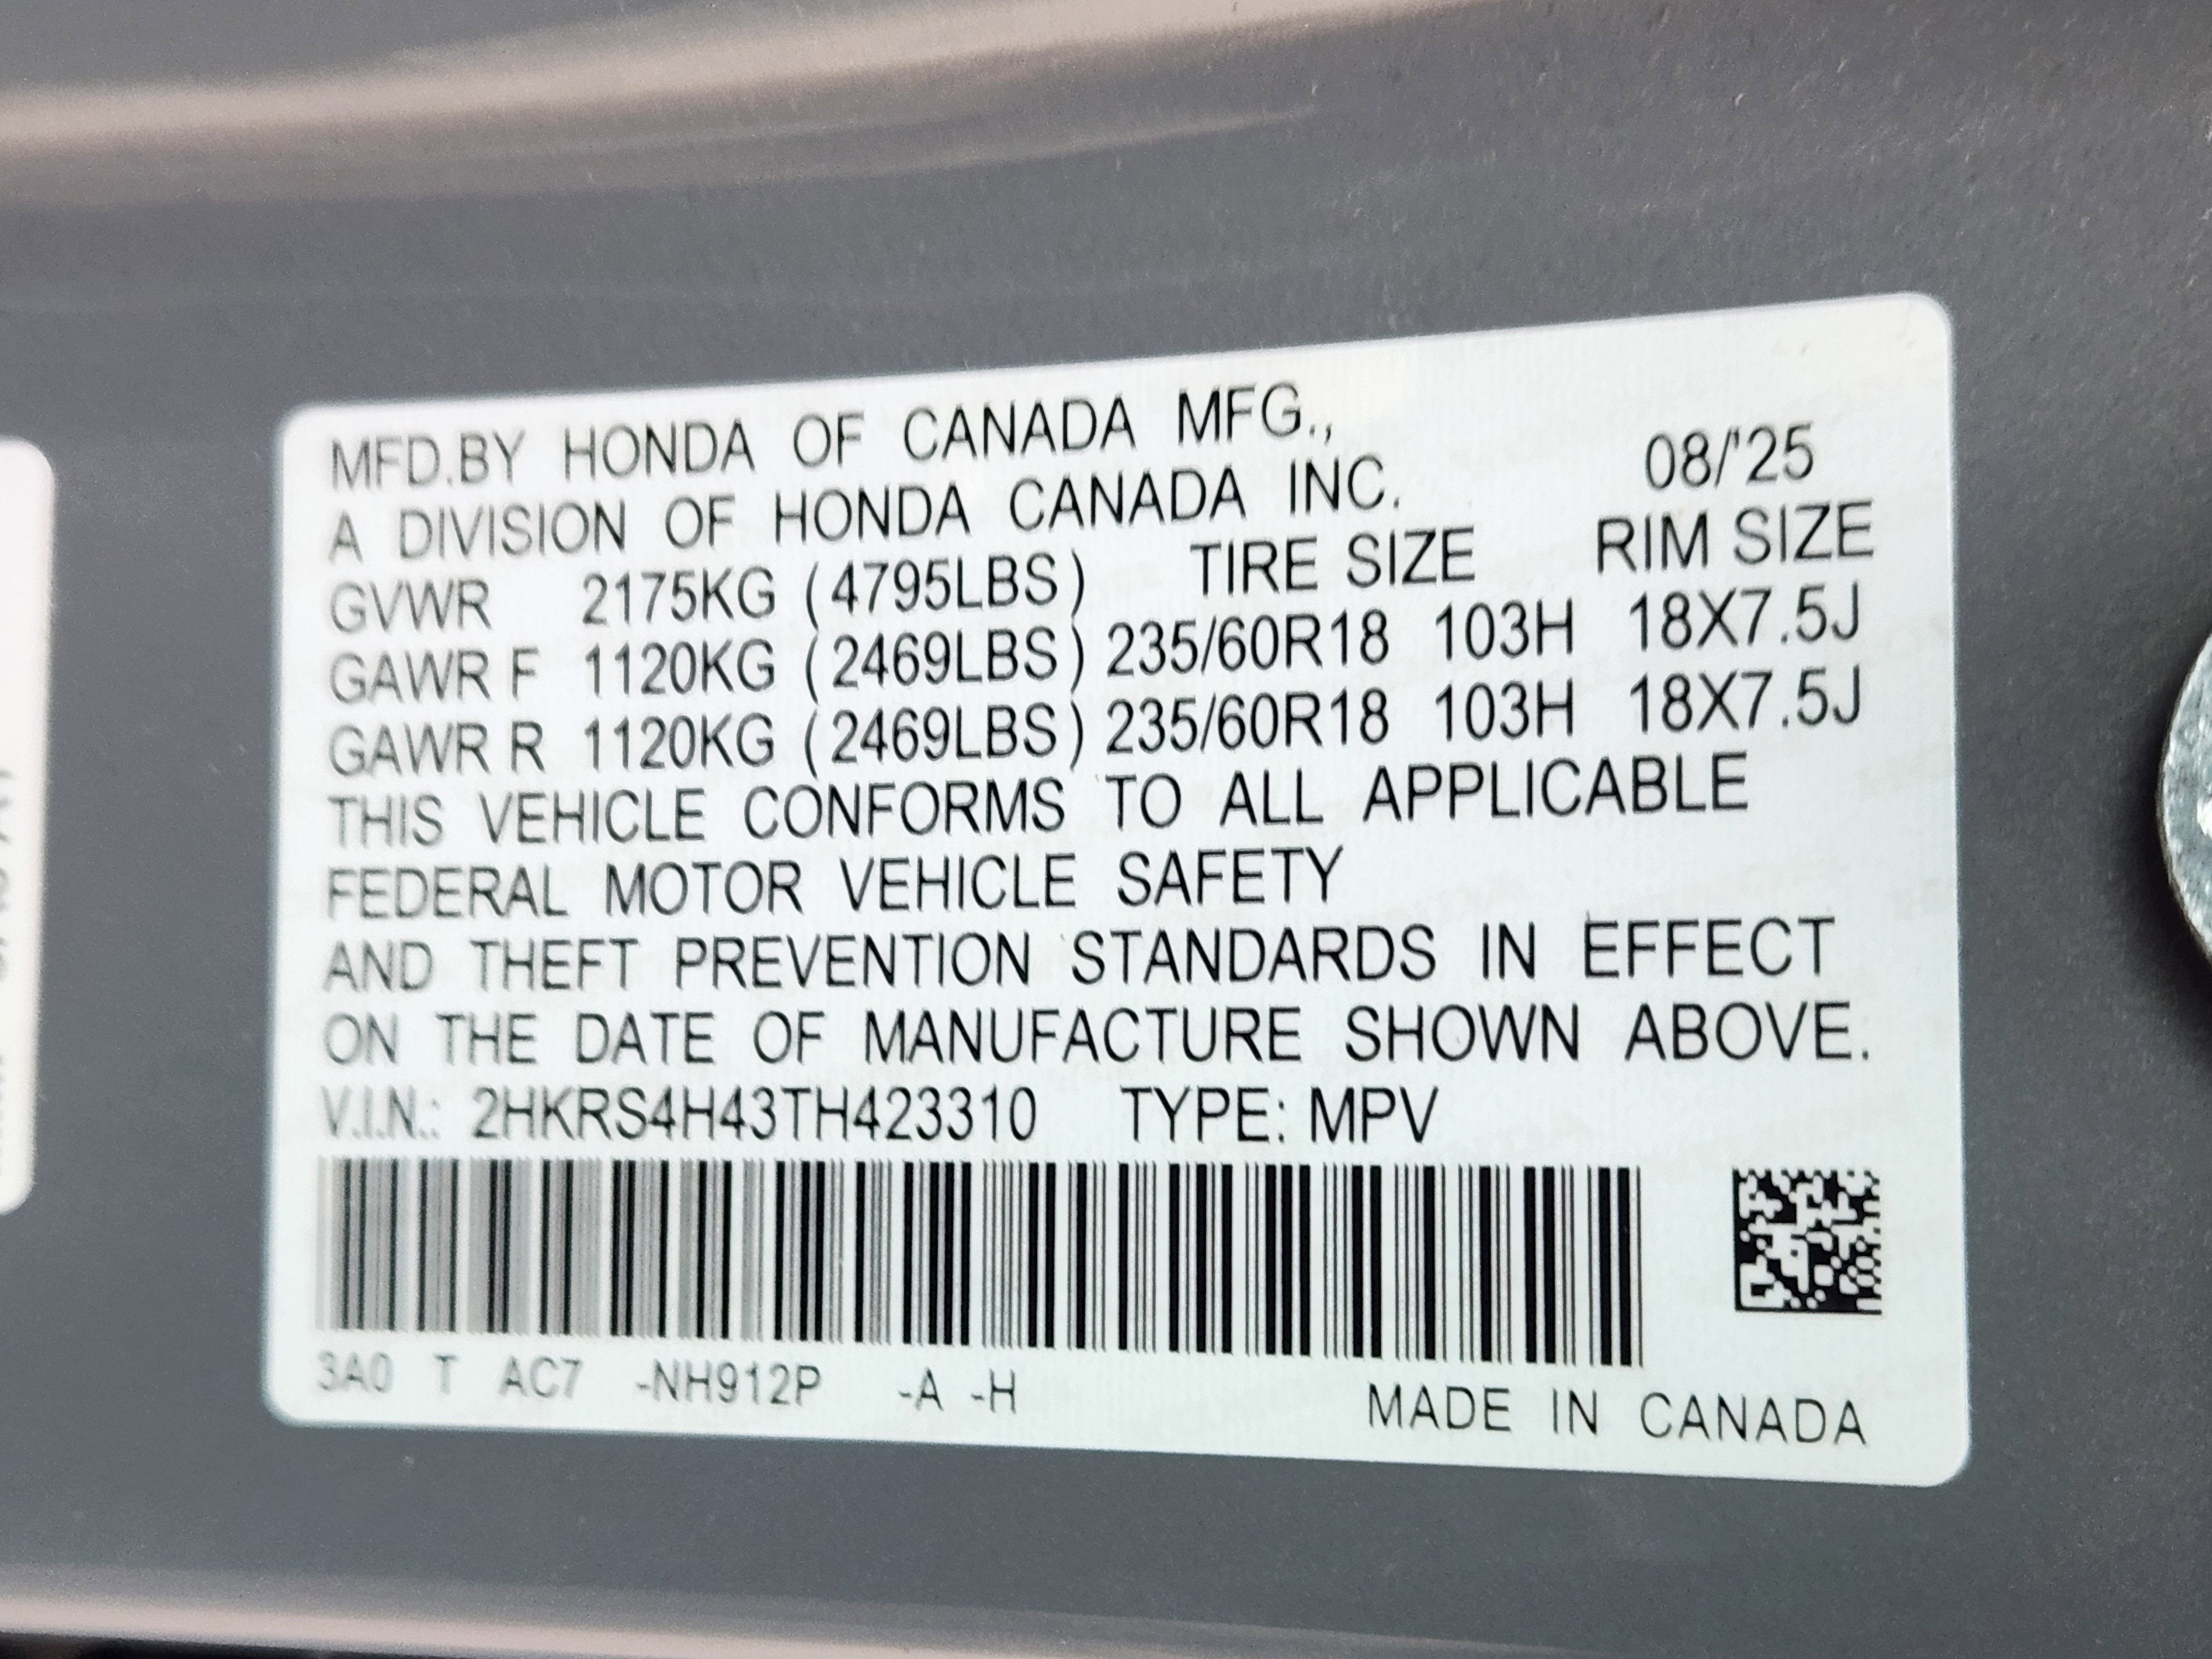 MFD.BY HONDA OF CANADA MFG.,
A DIVISION OF HONDA CANADA INC. 08/'25
GVWR 2175KG (4795LBS) TIRE SIZE RIM SIZE
GAWR F 1120KG (2469LBS) 235/60R18 103H 18X7.5J
GAWR R 1120KG (2469LBS) 235/60R18 103H 18X7.5J
THIS VEHICLE CONFORMS TO ALL APPLICABLE
FEDERAL MOTOR VEHICLE SAFETY
AND THEFT PREVENTION STANDARDS IN EFFECT
ON THE DATE OF MANUFACTURE SHOWN ABOVE.
V.I.N.: 2HKRS4H43TH423310 TYPE: MPV
3A0 T AC7 -NH912P -A -H
MADE IN CANADA